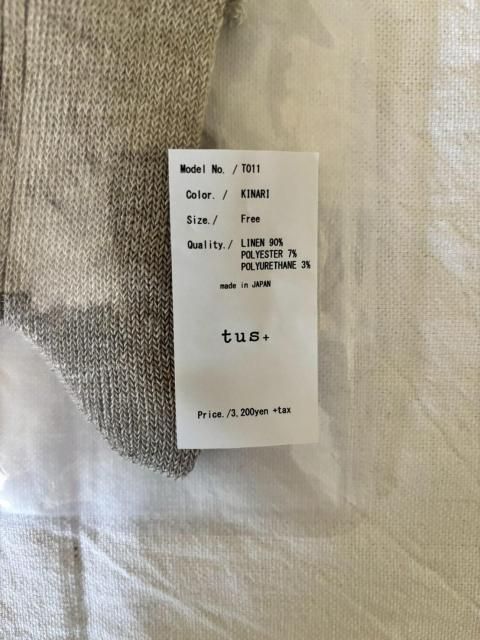 Model No. / T011
Color. / KINARI
Size./ Free
Quality./ LINEN 90%
POLYESTER 7%
POLYURETHANE 3%
made in JAPAN
tus+
Price./3,200yen +tax